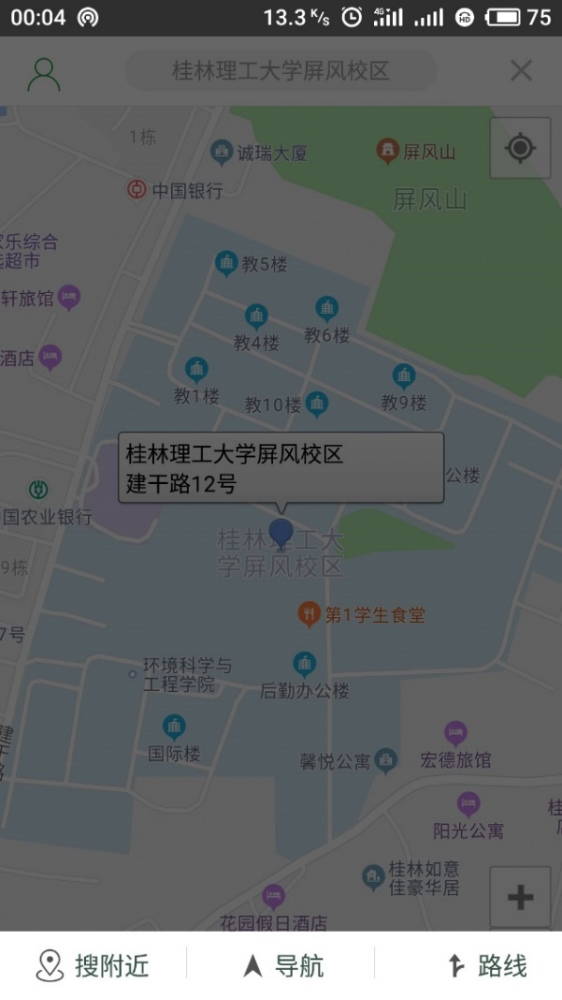 00:04
13.3 K/s
4G
HD
75
桂林理工大学屏风校区
1栋
诚瑞大厦
屏风山
中国银行
屏风山
家乐综合
选超市
教5楼
轩旅馆
教4楼
教6楼
酒店
教1楼
教10楼
教9楼
桂林理工大学屏风校区
建干路12号
公楼
国农业银行
桂林理工大
学屏风校区
9栋
第1学生食堂
7号
环境科学与
工程学院
后勤办公楼
建干路
国际楼
馨悦公寓
宏德旅馆
阳光公寓
桂
桂林如意
佳豪华居
花园假日酒店
搜附近
导航
路线